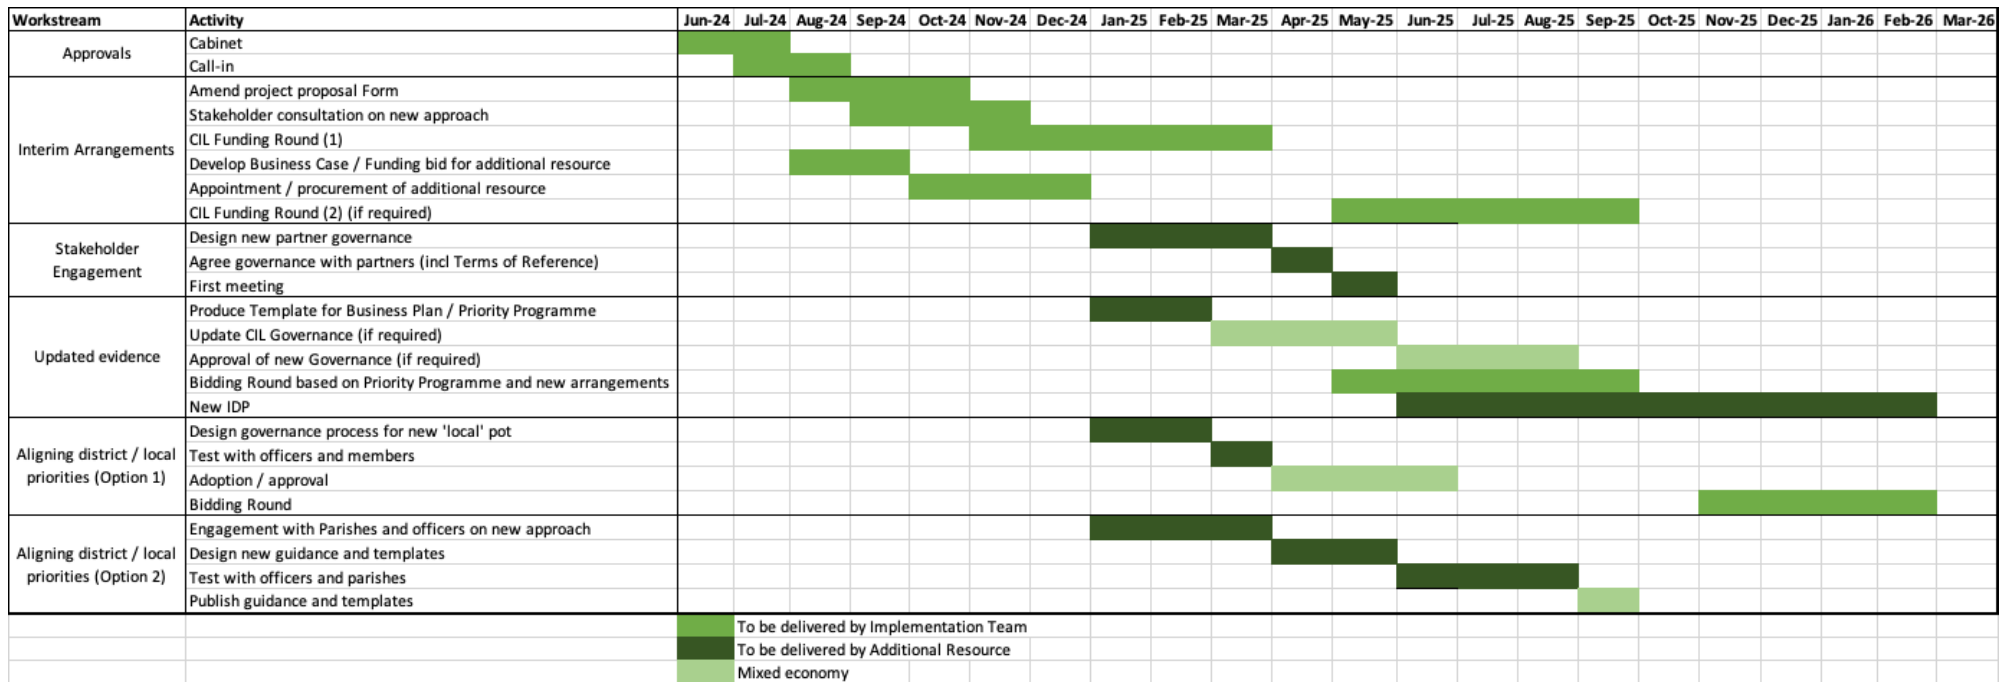 Workstream Activity Jun-24 Jul-24 Aug-24 Sep-24 Oct-24 Nov-24 Dec-24 Jan-25 Feb-25 Mar-25 Apr-25 May-25 Jun-25 Jul-25 Aug-25 Sep-25 Oct-25 Nov-25 Dec-25 Jan-26 Feb-26 Mar-26
Approvals
Cabinet
Call-in
Interim Arrangements
Amend project proposal Form
Stakeholder consultation on new approach
CIL Funding Round (1)
Develop Business Case / Funding bid for additional resource
Appointment / procurement of additional resource
CIL Funding Round (2) (if required)
Stakeholder
Engagement
Design new partner governance
Agree governance with partners (incl Terms of Reference)
First meeting
Updated evidence
Produce Template for Business Plan / Priority Programme
Update CIL Governance (if required)
Approval of new Governance (if required)
Bidding Round based on Priority Programme and new arrangements
New IDP
Aligning district / local
priorities (Option 1)
Design governance process for new 'local' pot
Test with officers and members
Adoption / approval
Bidding Round
Aligning district / local
priorities (Option 2)
Engagement with Parishes and officers on new approach
Design new guidance and templates
Test with officers and parishes
Publish guidance and templates
To be delivered by Implementation Team
To be delivered by Additional Resource
Mixed economy